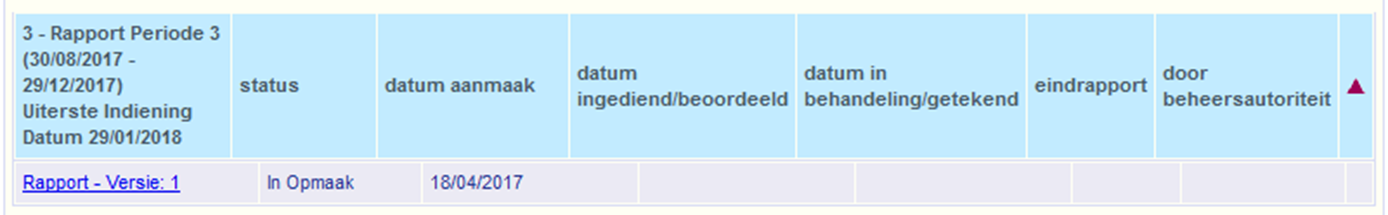 3 - Rapport Periode 3
(30/08/2017 -
29/12/2017)
Uiterste Indiening
Datum 29/01/2018
status
datum aanmaak
datum
ingediend/beoordeeld
datum in
behandeling/getekend
eindrapport
door
beheersautoriteit
Rapport - Versie: 1
In Opmaak
18/04/2017